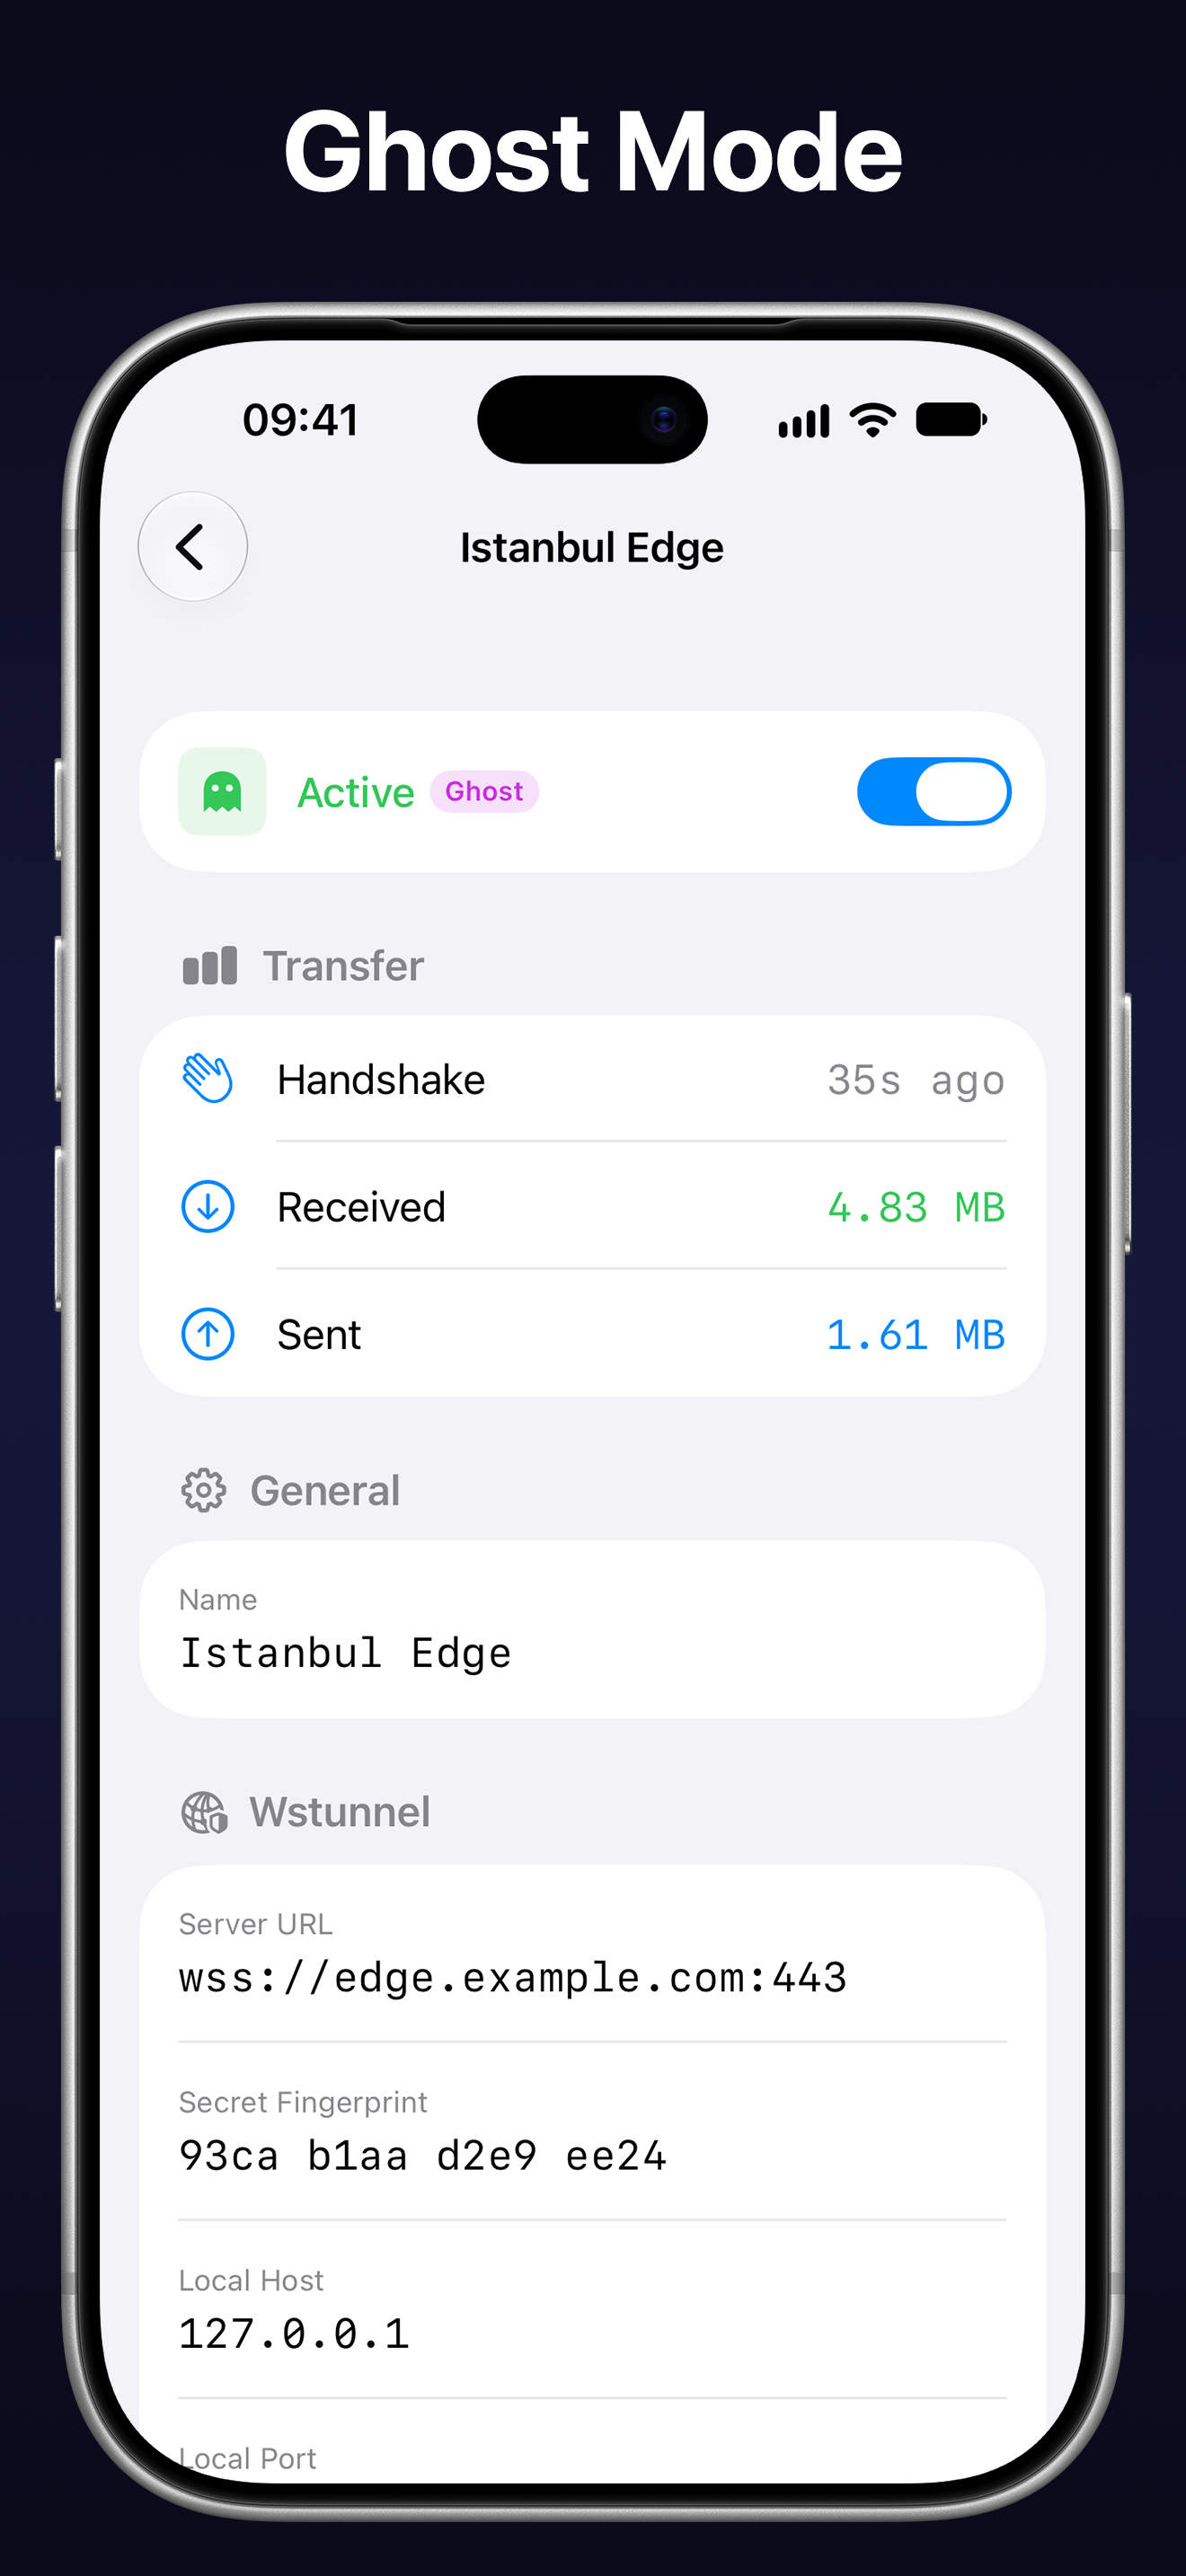 Ghost Mode
09:41
Istanbul Edge
Active Ghost
Transfer
Handshake 35s ago
Received 4.83 MB
Sent 1.61 MB
General
Name
Istanbul Edge
Wstunnel
Server URL
wss://edge.example.com:443
Secret Fingerprint
93ca b1aa d2e9 ee24
Local Host
127.0.0.1
Local Port